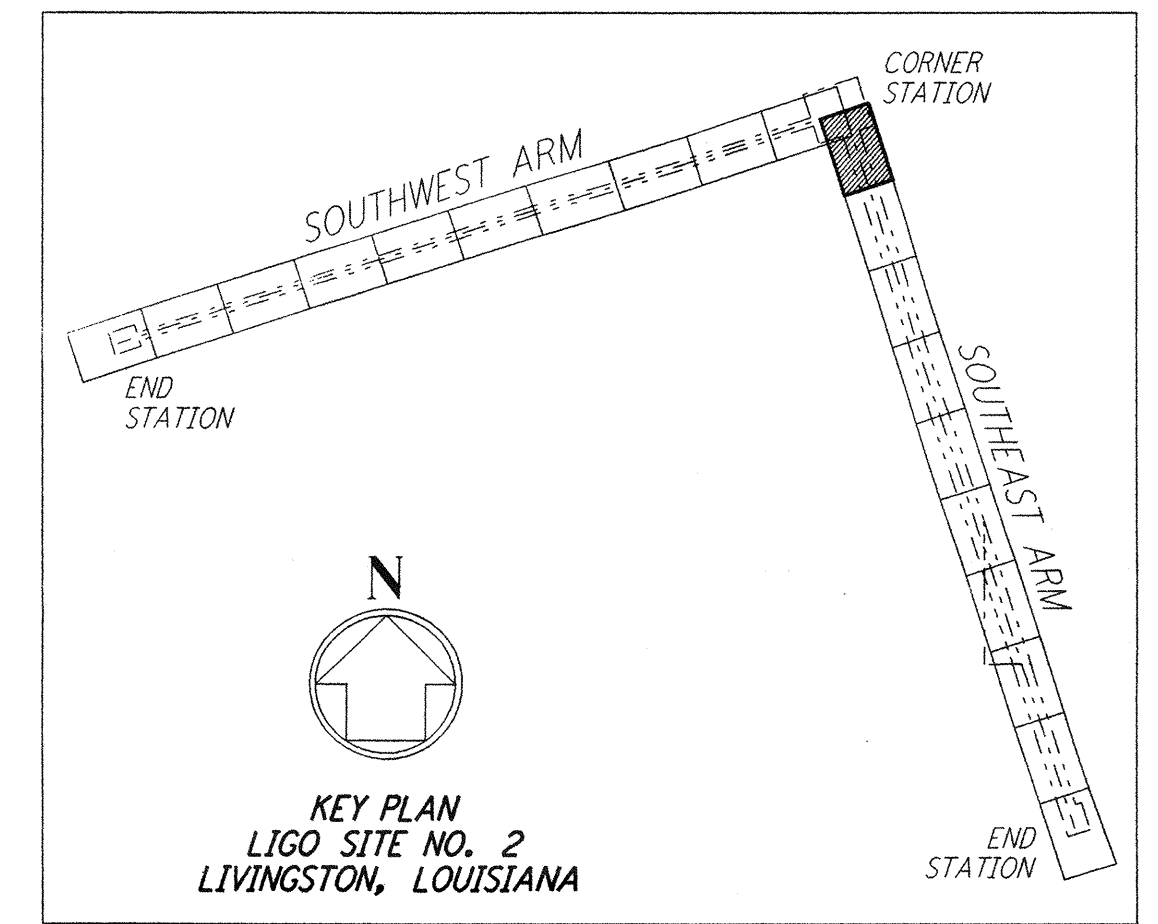 CORNER
STATION
SOUTHWEST ARM
END
STATION
SOUTHEAST ARM
N
KEY PLAN
LIGO SITE NO. 2
LIVINGSTON, LOUISIANA
END
STATION